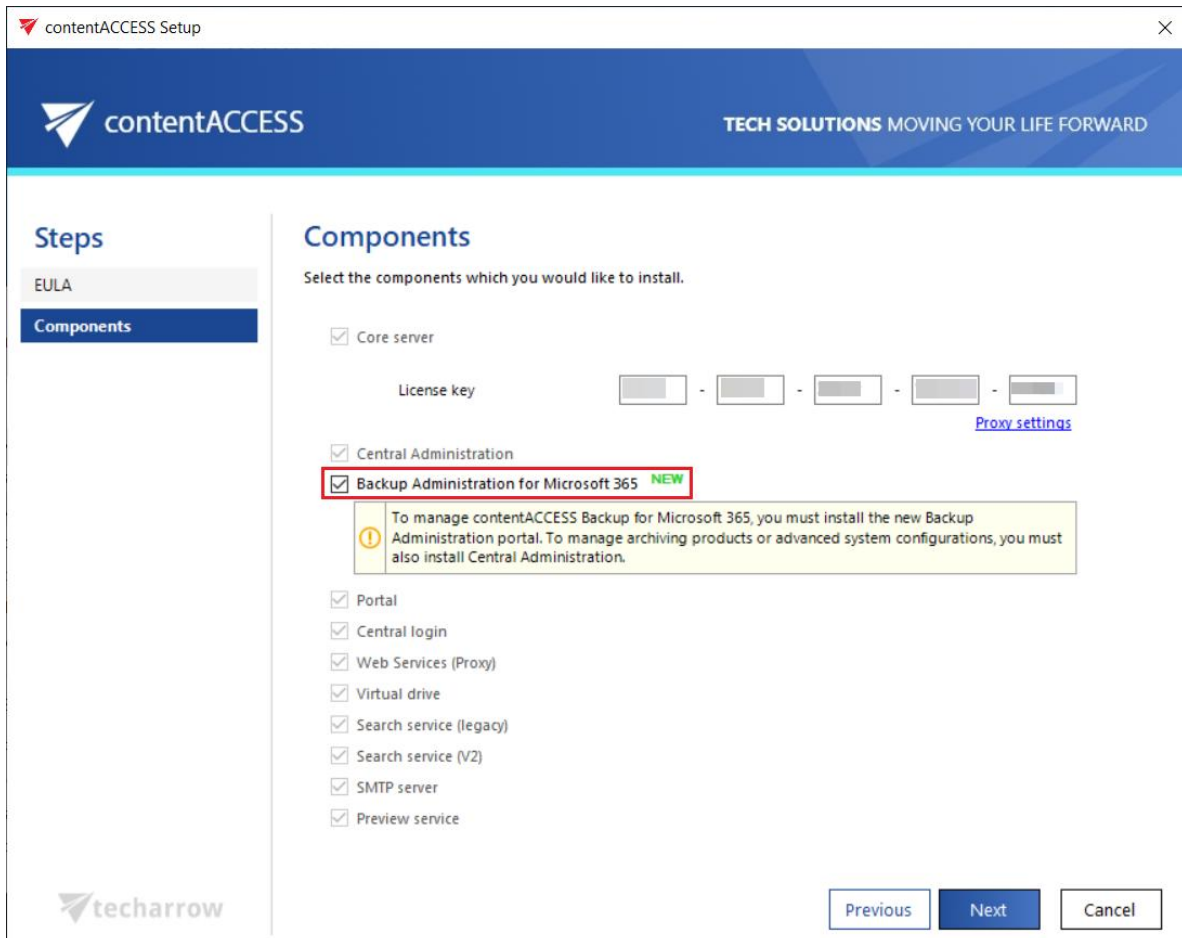 contentACCESS Setup
contentACCESS
TECH SOLUTIONS MOVING YOUR LIFE FORWARD
Steps
EULA
Components
Components
Select the components which you would like to install.
Core server
License key
- - - -
Proxy settings
Central Administration
Backup Administration for Microsoft 365 NEW
To manage contentACCESS Backup for Microsoft 365, you must install the new Backup
Administration portal. To manage archiving products or advanced system configurations, you must
also install Central Administration.
Portal
Central login
Web Services (Proxy)
Virtual drive
Search service (legacy)
Search service (V2)
SMTP server
Preview service
techarrow
Previous
Next
Cancel